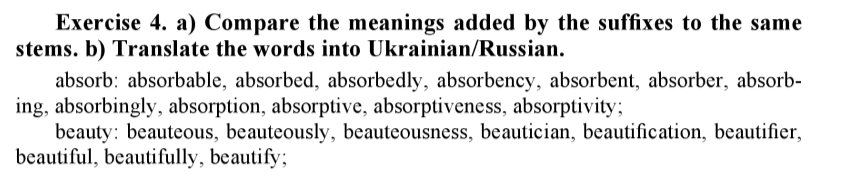 Exercise 4. a) Compare the meanings added by the suffixes to the same
stems. b) Translate the words into Ukrainian/Russian.
absorb: absorbable, absorbed, absorbedly, absorbency, absorbent, absorber, absorb-
ing, absorbingly, absorption, absorptive, absorptiveness, absorptivity;
beauty: beauteous, beauteously, beauteousness, beautician, beautification, beautifier,
beautiful, beautifully, beautify;